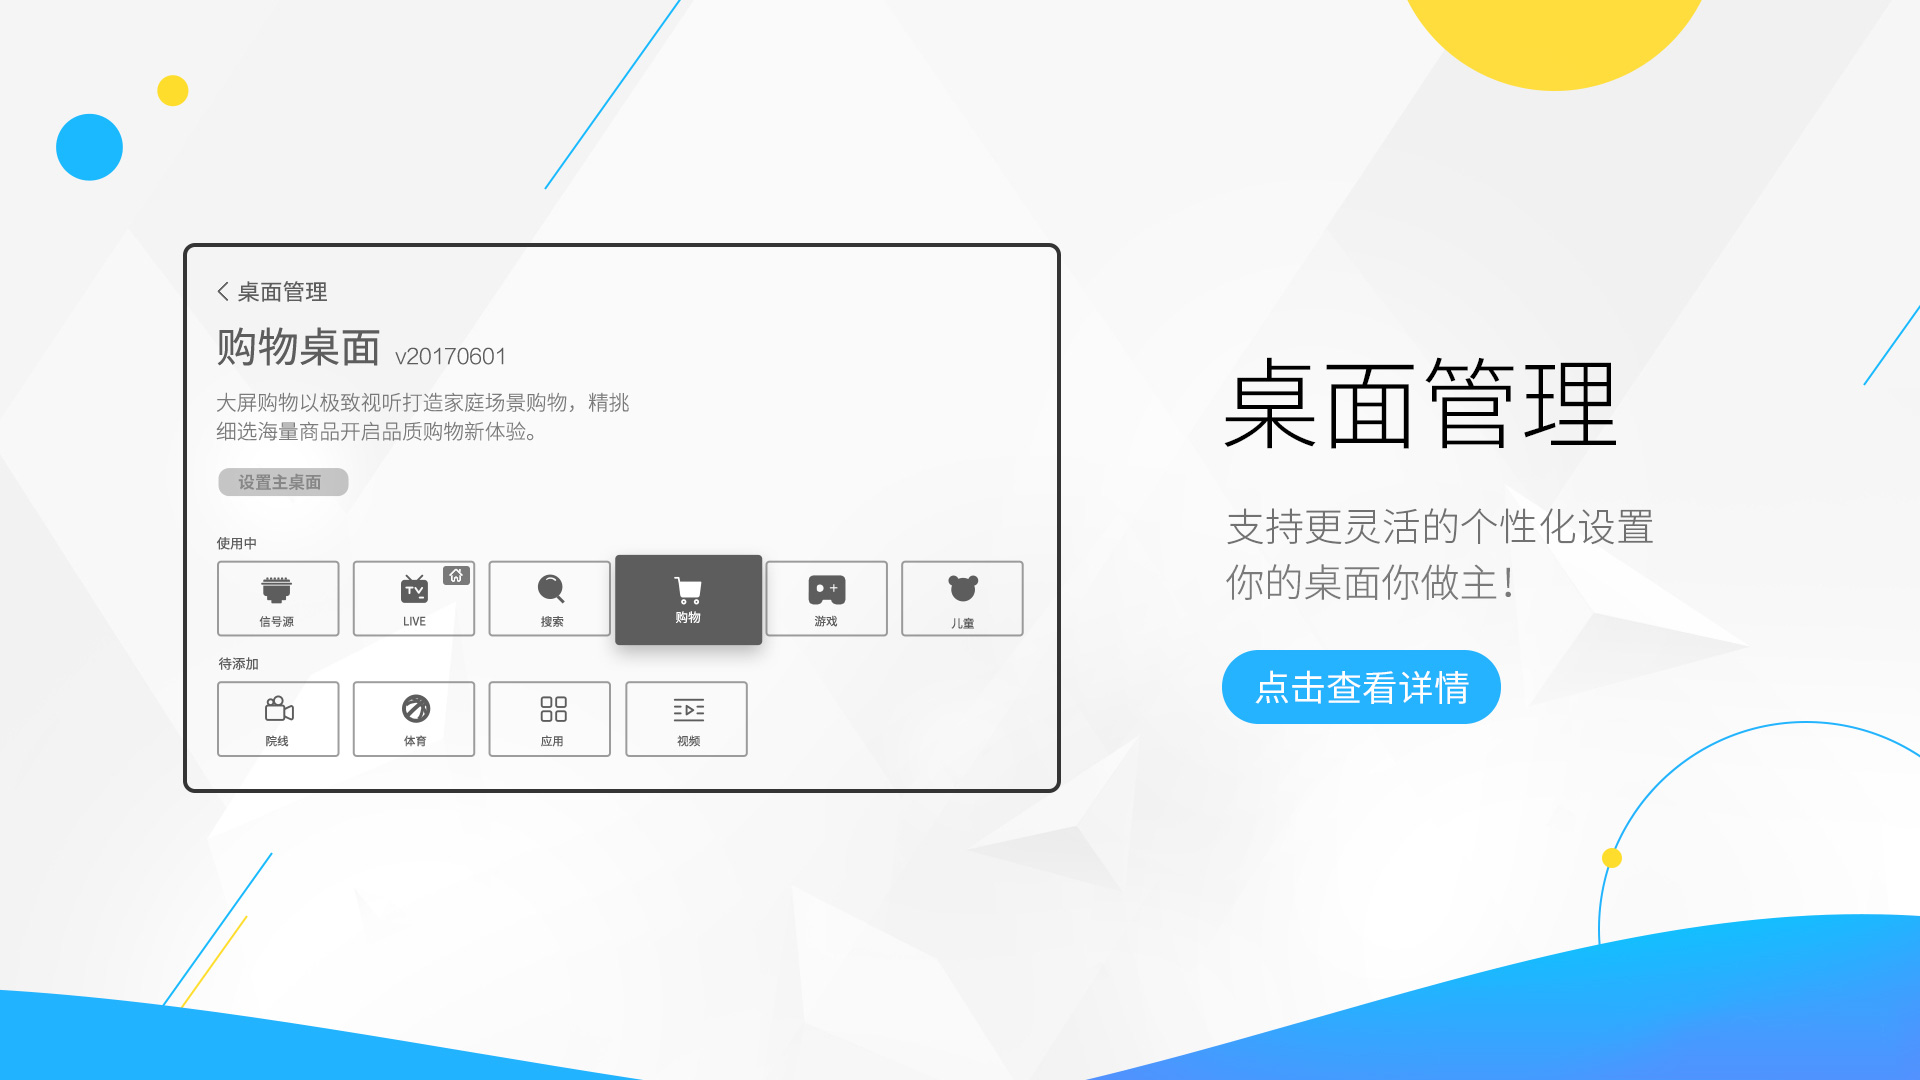 桌面管理
购物桌面 v20170601
大屏购物以极致视听打造家庭场景购物，精挑
细选海量商品开启品质购物新体验。
设置主桌面
使用中
信号源
TV
LIVE
搜索
购物
游戏
儿童
待添加
院线
体育
应用
视频
桌面管理
支持更灵活的个性化设置
你的桌面你做主！
点击查看详情